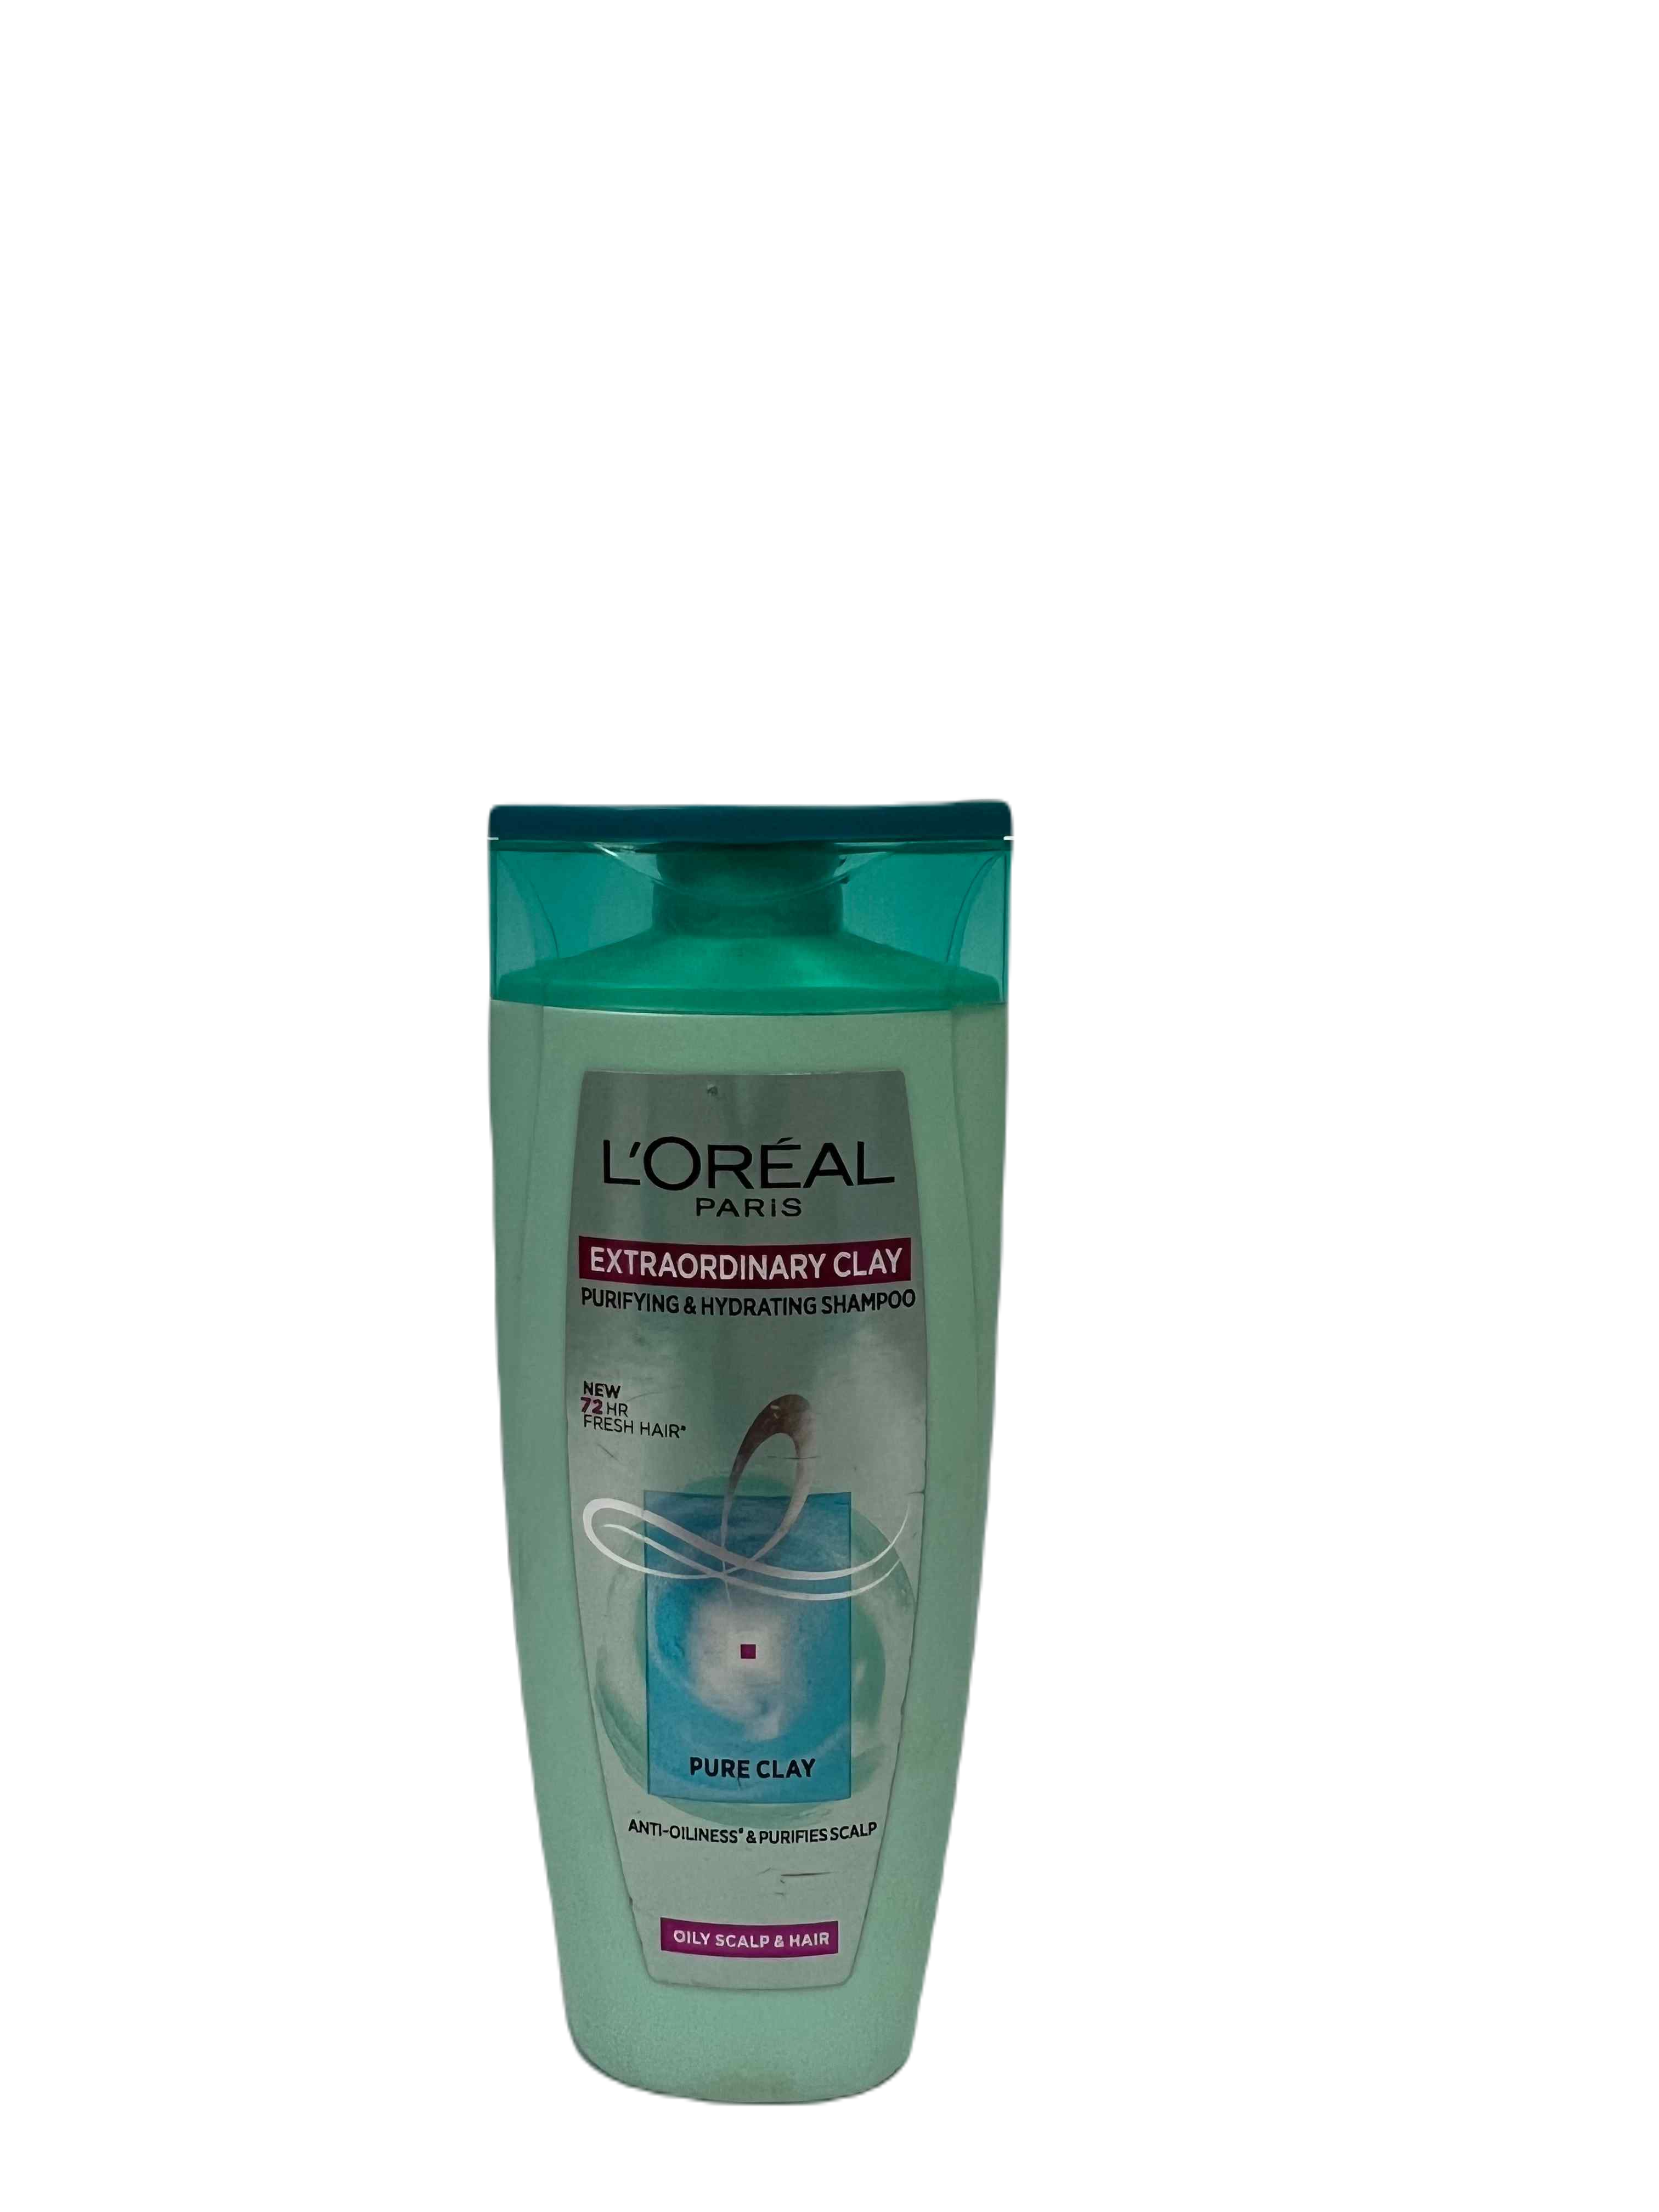 L'ORÉAL
PARIS
EXTRAORDINARY CLAY
PURIFYING & HYDRATING SHAMPOO
NEW
72 HR
FRESH HAIR*
PURE CLAY
ANTI-OILINESS* & PURIFIES SCALP
OILY SCALP & HAIR